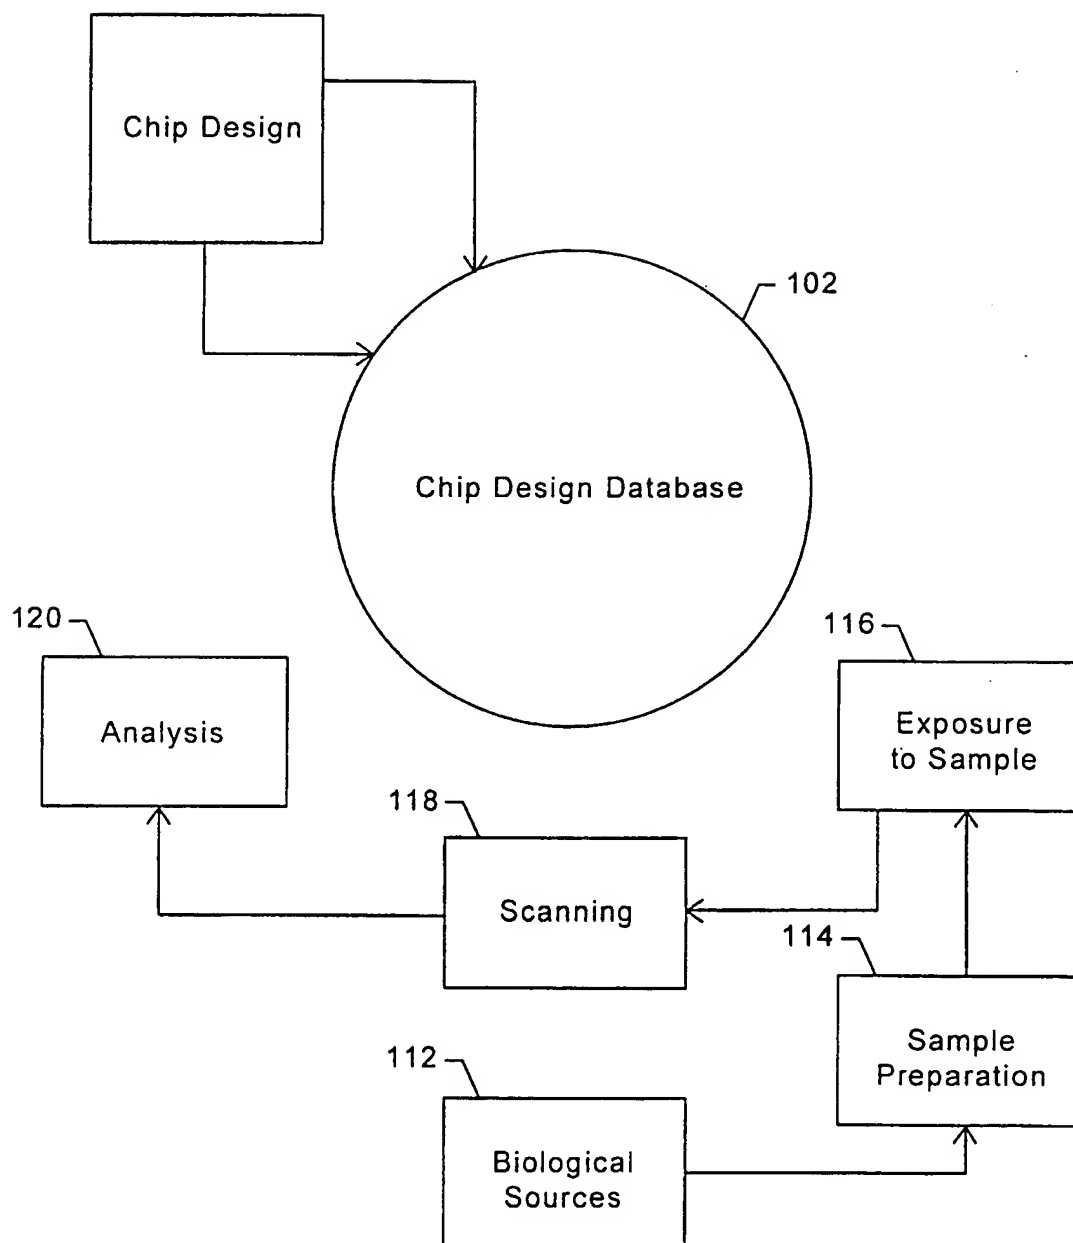 Chip Design
102
Chip Design Database
120
Analysis
116
Exposure
to Sample
118
Scanning
114
Sample
Preparation
112
Biological
Sources